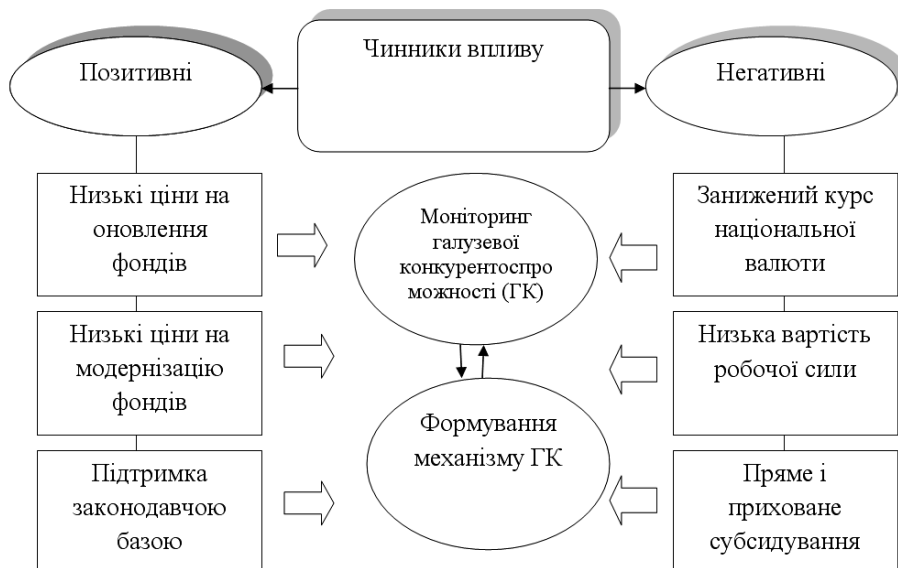 Чинники впливу
Позитивні
Негативні
Низькі ціни на
оновлення
фондів
Моніторинг
галузевої
конкурентоспро
можності (ГК)
Занижений курс
національної
валюти
Низькі ціни на
модернізацію
фондів
Низька вартість
робочої сили
Формування
механізму ГК
Підтримка
законодавчою
базою
Пряме і
приховане
субсидування